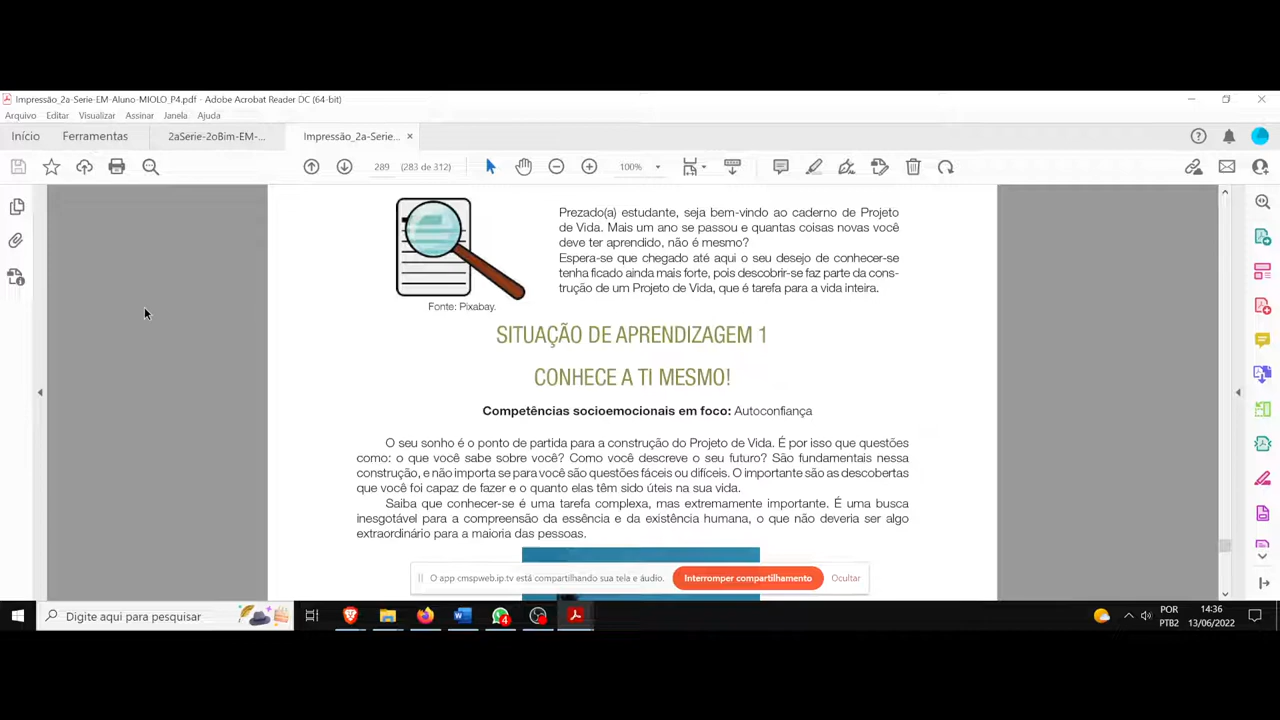 Impressão_2a-Serie-EM-Aluno-MIOLO_P4.pdf - Adobe Acrobat Reader DC (64-bit)
Arquivo Editar Visualizar Assinar Janela Ajuda
Início Ferramentas 2aSerie-2oBim-EM-... Impressão_2a-Serie... ×
289 (283 de 312) 100%
Prezado(a) estudante, seja bem-vindo ao caderno de Projeto
de Vida. Mais um ano se passou e quantas coisas novas você
deve ter aprendido, não é mesmo?
Espera-se que chegado até aqui o seu desejo de conhecer-se
tenha ficado ainda mais forte, pois descobrir-se faz parte da cons-
trução de um Projeto de Vida, que é tarefa para a vida inteira.
Fonte: Pixabay.
SITUAÇÃO DE APRENDIZAGEM 1
CONHECE A TI MESMO!
Competências socioemocionais em foco: Autoconfiança
O seu sonho é o ponto de partida para a construção do Projeto de Vida. É por isso que questões
como: o que você sabe sobre você? Como você descreve o seu futuro? São fundamentais nessa
construção, e não importa se para você são questões fáceis ou difíceis. O importante são as descobertas
que você foi capaz de fazer e o quanto elas têm sido úteis na sua vida.
Saiba que conhecer-se é uma tarefa complexa, mas extremamente importante. É uma busca
inesgotável para a compreensão da essência e da existência humana, o que não deveria ser algo
extraordinário para a maioria das pessoas.
O app cmspweb.ip.tv está compartilhando sua tela e áudio. Interromper compartilhamento Ocultar
Digite aqui para pesquisar
4
POR 14:36
PTB2 13/06/2022